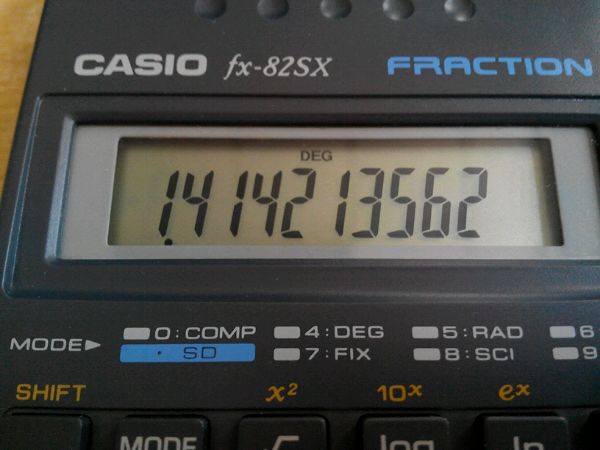 CASIO fx-82SX FRACTION
DEG
1.414213562
MODE▶ 0:COMP 4:DEG 5:RAD 6
· SD 7:FIX 8:SCI 9
SHIFT x² 10ˣ eˣ
MODE √ log ln